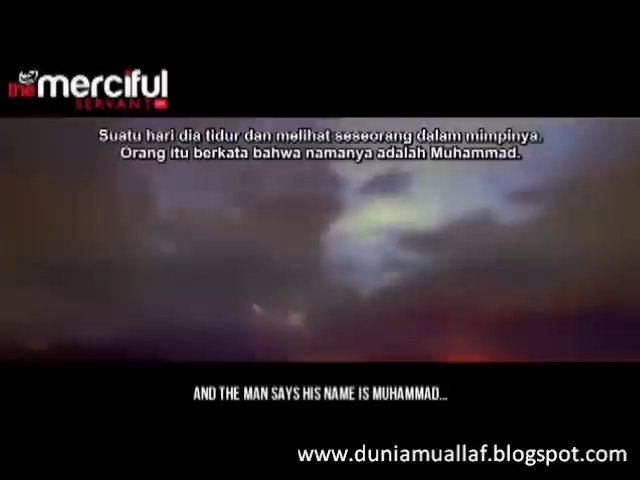 the merciful
SERVANT
Suatu hari dia tidur dan melihat seseorang dalam mimpinya.
Orang itu berkata bahwa namanya adalah Muhammad.
AND THE MAN SAYS HIS NAME IS MUHAMMAD...
www.duniamuallaf.blogspot.com